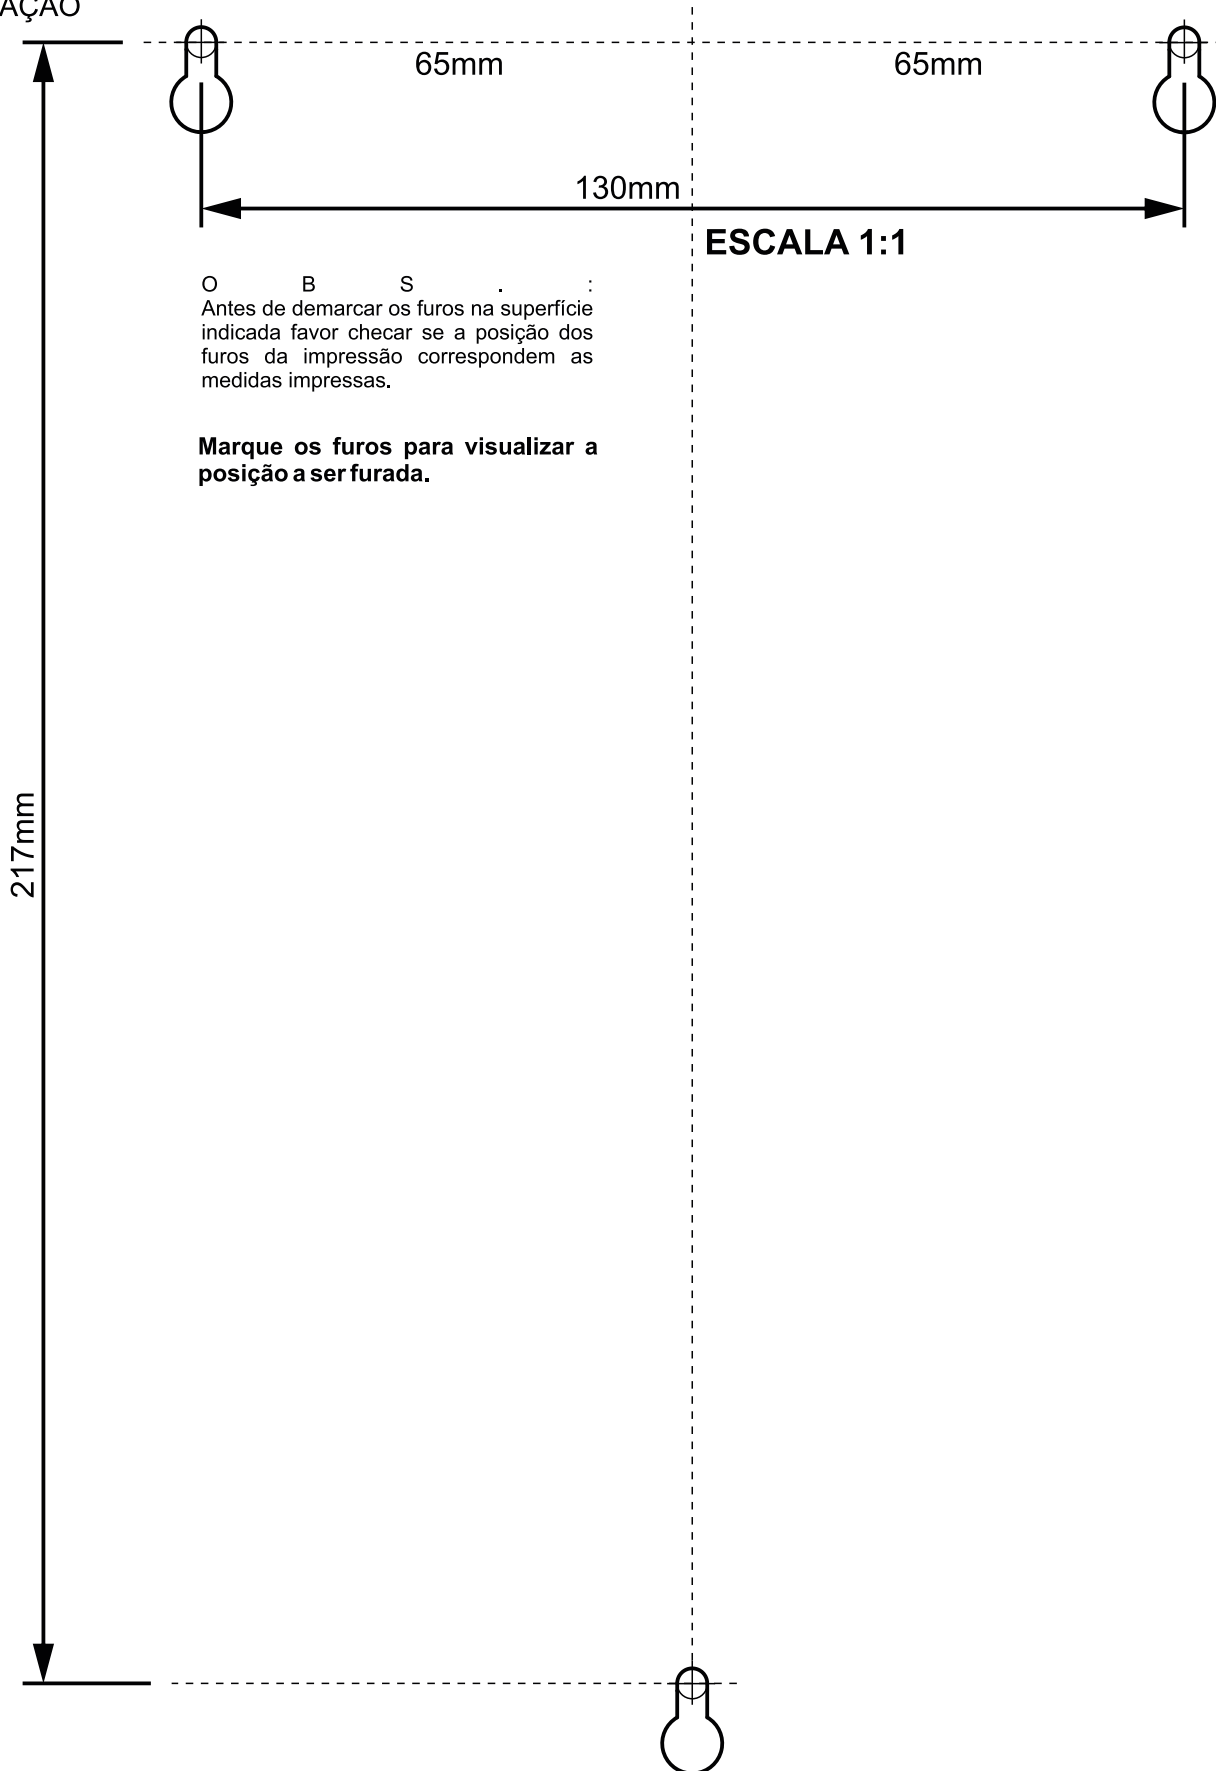 AÇÃO
65mm
65mm
130mm
ESCALA 1:1
O B S . :
Antes de demarcar os furos na superfície
indicada favor checar se a posição dos
furos da impressão correspondem as
medidas impressas.
Marque os furos para visualizar a
posição a ser furada.
217mm